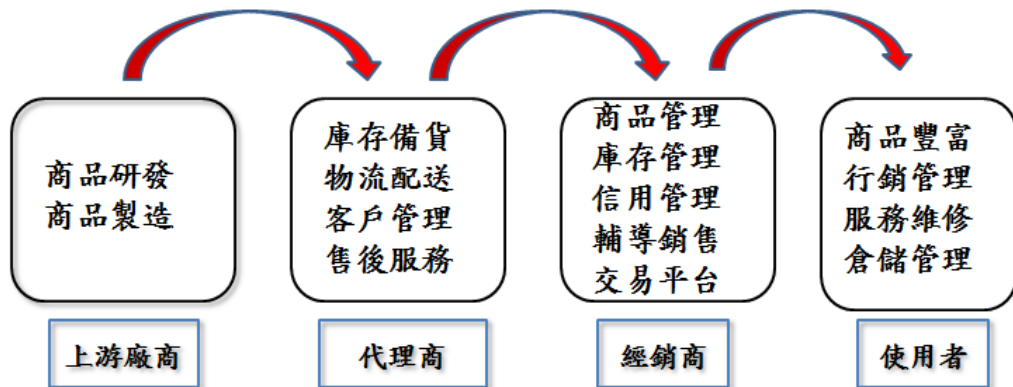 商品研發
商品製造
庫存備貨
物流配送
客戶管理
售後服務
商品管理
庫存管理
信用管理
輔導銷售
交易平台
商品豐富
行銷管理
服務維修
倉儲管理
上游廠商
代理商
經銷商
使用者